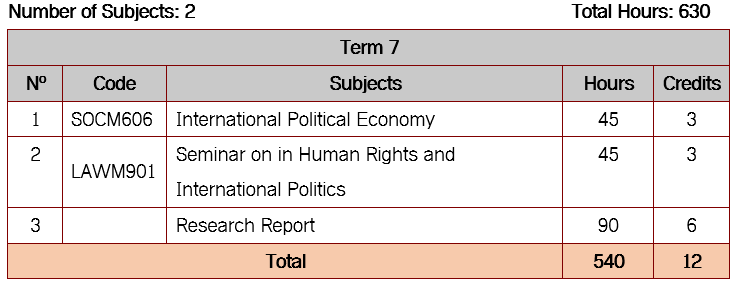 Number of Subjects: 2 Total Hours: 630
Term 7
Nº Code Subjects Hours Credits
1 SOCM606 International Political Economy 45 3
2 LAWM901 Seminar on in Human Rights and 45 3
International Politics
3 Research Report 90 6
Total 540 12